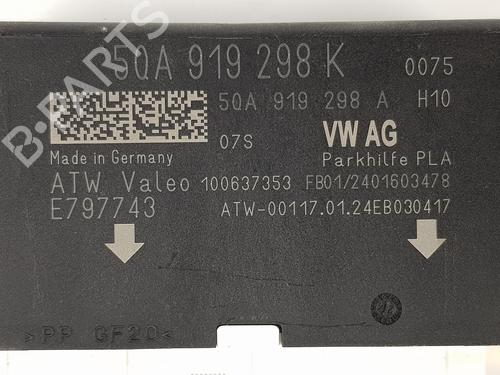 5QA 919 298 K 0075
5QA 919 298 A H10
07S VW AG
Made in Germany Parkhilfe PLA
ATW Valeo 100637353 FB01/2401603478
E797743 ATW-00117.01.24EB030417
>PP GF20<
B-PARTS